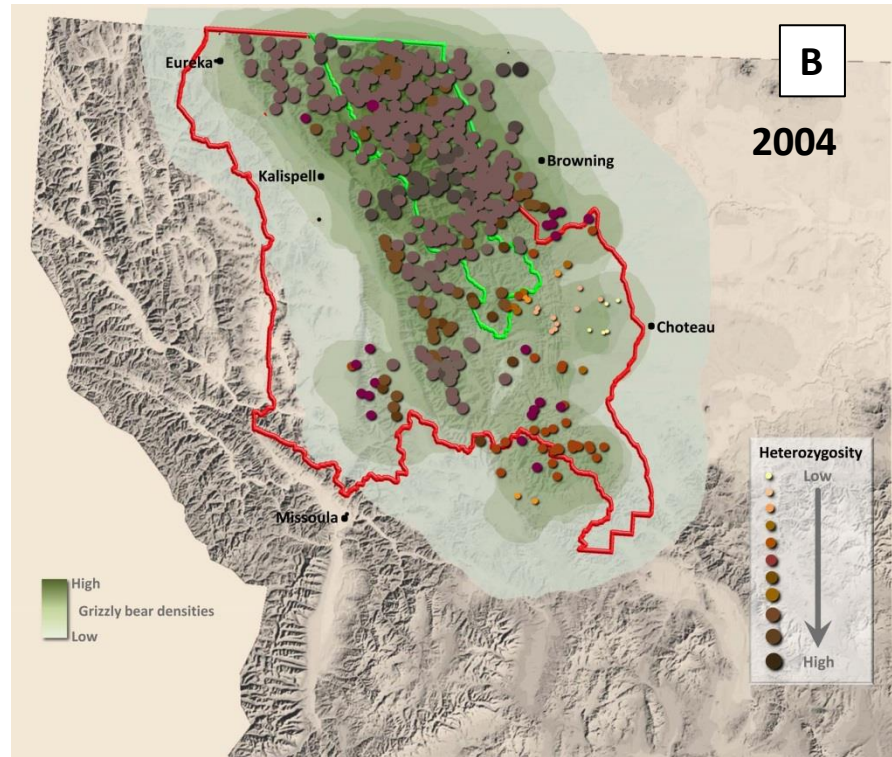 B
2004
Eureka
Kalispell
Browning
Choteau
Missoula
Heterozygosity
Low
High
High
Grizzly bear densities
Low